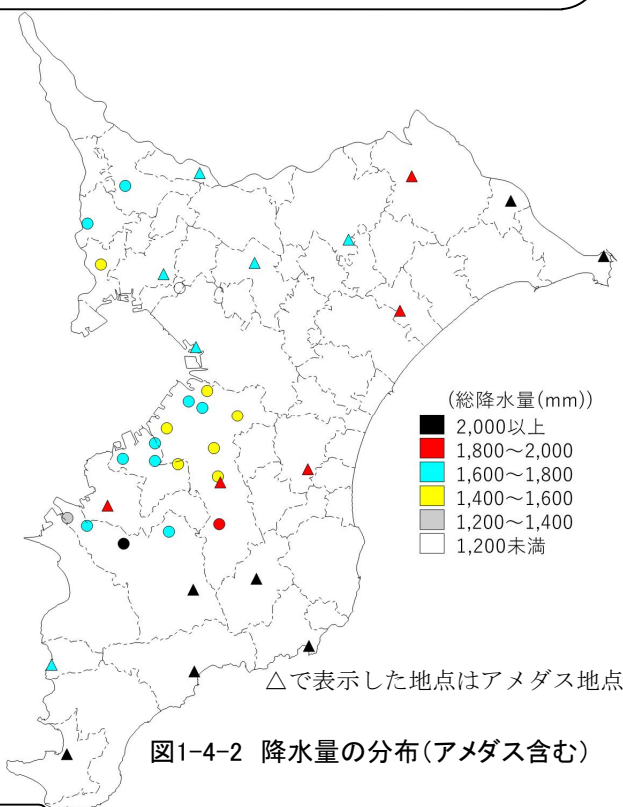 (総降水量(mm))
2,000以上
1,800～2,000
1,600～1,800
1,400～1,600
1,200～1,400
1,200未満
△で表示した地点はアメダス地点
図1-4-2 降水量の分布(アメダス含む)